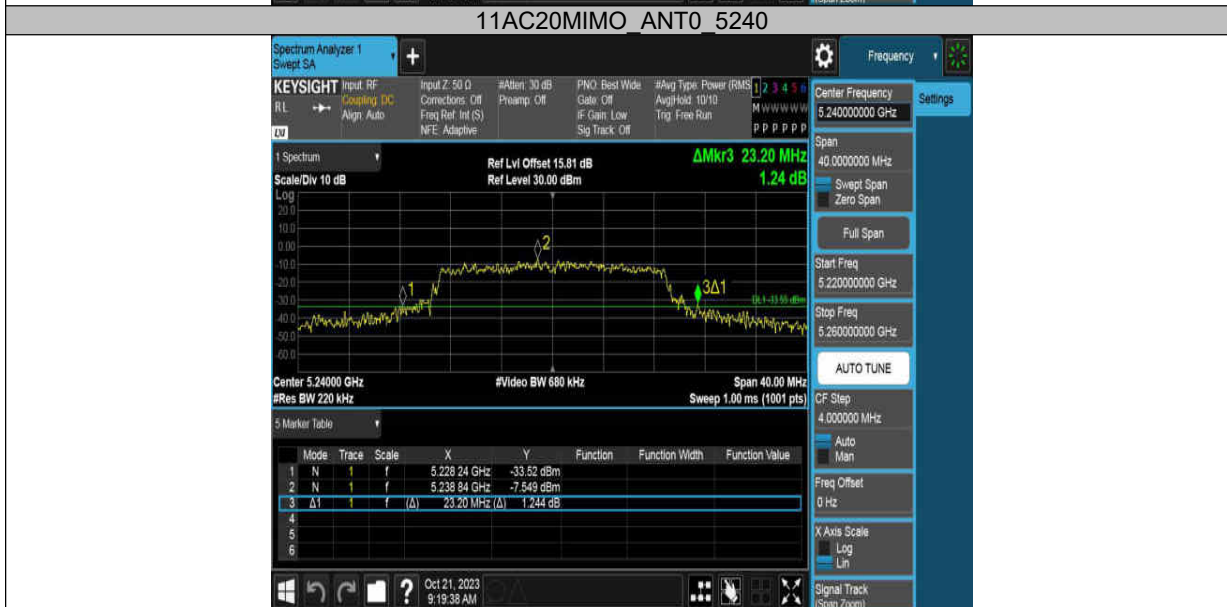 11AC20MIMO_ANT0_5240
Spectrum Analyzer 1
Swept SA
+
Frequency
KEYSIGHT
RL
Input: RF
Coupling: DC
Align: Auto
Input Z: 50 Ω
Corrections: Off
Freq Ref: Int (S)
NFE: Adaptive
#Atten: 30 dB
Preamp: Off
PNO: Best Wide
Gate: Off
IF Gain: Low
Sig Track: Off
#Avg Type: Power (RMS
Avg|Hold: 10/10
Trig: Free Run
1 2 3 4 5 6
M W W W W W
P P P P P P
Center Frequency
5.240000000 GHz
Settings
1 Spectrum
Ref Lvl Offset 15.81 dB
ΔMkr3 23.20 MHz
Scale/Div 10 dB
Ref Level 30.00 dBm
1.24 dB
Log
20.0
10.0
0.00
-10.0
-20.0
-30.0
-40.0
-50.0
-60.0
1
2
3Δ1
DL1 -33.55 dBm
Center 5.24000 GHz
#Video BW 680 kHz
Span 40.00 MHz
#Res BW 220 kHz
Sweep 1.00 ms (1001 pts)
Span
40.0000000 MHz
Swept Span
Zero Span
Full Span
Start Freq
5.220000000 GHz
Stop Freq
5.260000000 GHz
AUTO TUNE
CF Step
4.000000 MHz
Auto
Man
Freq Offset
0 Hz
X Axis Scale
Log
Lin
Signal Track
(Span Zoom)
5 Marker Table
Mode Trace Scale X Y Function Function Width Function Value
1 N 1 f 5.228 24 GHz -33.52 dBm
2 N 1 f 5.238 84 GHz -7.549 dBm
3 Δ1 1 f (Δ) 23.20 MHz (Δ) 1.244 dB
4
5
6
?
Oct 21, 2023
9:19:38 AM